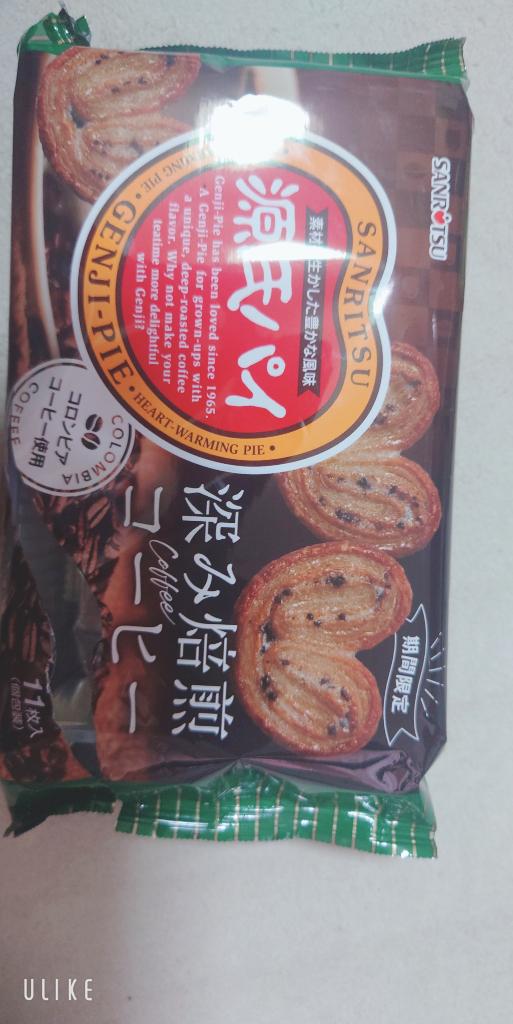 SANRITSU
期間限定
SANRITSU
素材を生かした豊かな風味
源氏パイ
Genji-Pie has been loved since 1965.
A Genji-Pie for grown-ups with
a unique, deep-roasted coffee
flavor. Why not make your
teatime more delightful
with Genji?
GENJI-PIE
• HEART-WARMING PIE •
深み焙煎
コーヒー
Coffee
COLOMBIA
コロンビア
コーヒー使用
COFFEE
11枚入
(個包装)
ULIKE